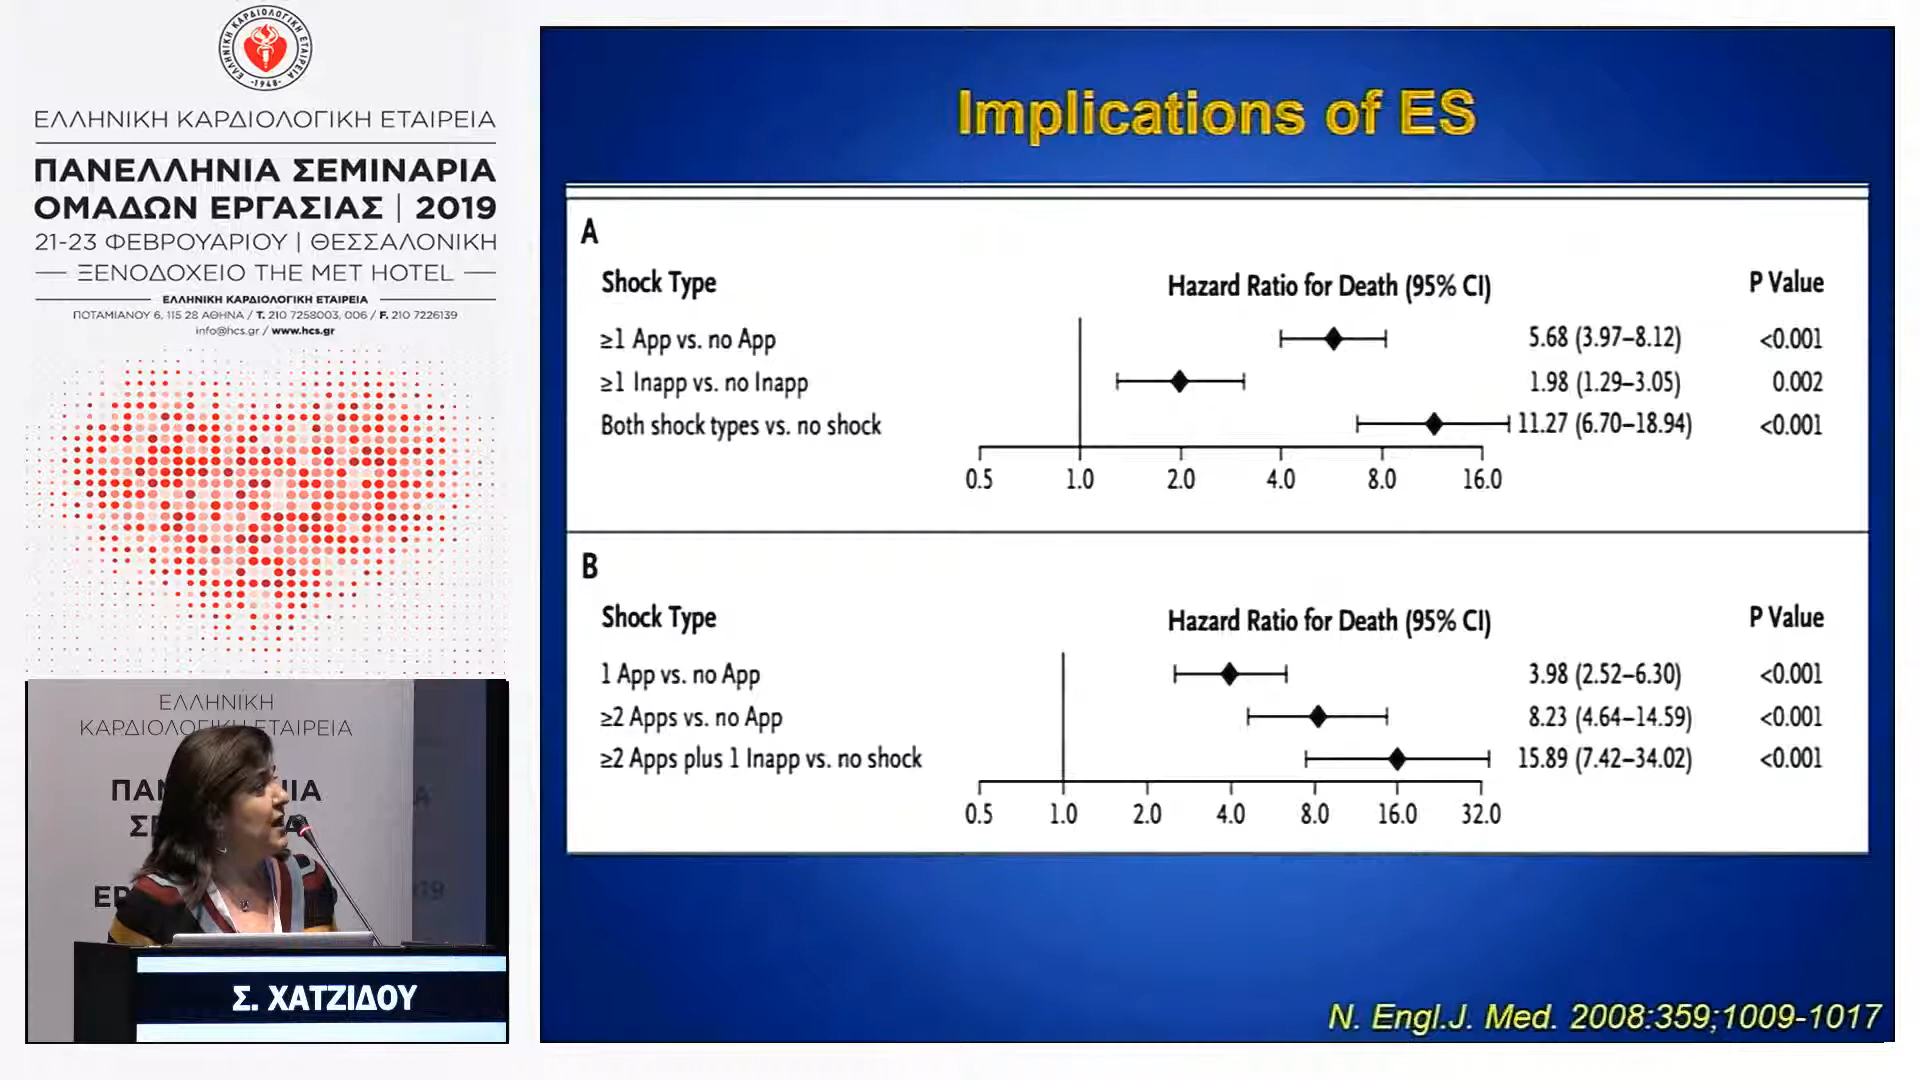 ΕΛΛΗΝΙΚΗ ΚΑΡΔΙΟΛΟΓΙΚΗ ΕΤΑΙΡΕΙΑ
·1948·
ΕΛΛΗΝΙΚΗ ΚΑΡΔΙΟΛΟΓΙΚΗ ΕΤΑΙΡΕΙΑ
ΠΑΝΕΛΛΗΝΙΑ ΣΕΜΙΝΑΡΙΑ
ΟΜΑΔΩΝ ΕΡΓΑΣΙΑΣ | 2019
21-23 ΦΕΒΡΟΥΑΡΙΟΥ | ΘΕΣΣΑΛΟΝΙΚΗ
ΞΕΝΟΔΟΧΕΙΟ THE MET HOTEL
ΕΛΛΗΝΙΚΗ ΚΑΡΔΙΟΛΟΓΙΚΗ ΕΤΑΙΡΕΙΑ
ΠΟΤΑΜΙΑΝΟΥ 6, 115 28 ΑΘΗΝΑ / Τ. 210 7258003, 006 / F. 210 7226139
info@hcs.gr / www.hcs.gr
ΕΛΛΗΝΙΚΗ
ΚΑΡΔΙΟΛΟΓΙΚΗ ΕΤΑΙΡΕΙΑ
Σ. ΧΑΤΖΙΔΟΥ
Implications of ES
A
Shock Type Hazard Ratio for Death (95% CI) P Value
≥1 App vs. no App 5.68 (3.97–8.12) <0.001
≥1 Inapp vs. no Inapp 1.98 (1.29–3.05) 0.002
Both shock types vs. no shock 11.27 (6.70–18.94) <0.001
0.5 1.0 2.0 4.0 8.0 16.0
B
Shock Type Hazard Ratio for Death (95% CI) P Value
1 App vs. no App 3.98 (2.52–6.30) <0.001
≥2 Apps vs. no App 8.23 (4.64–14.59) <0.001
≥2 Apps plus 1 Inapp vs. no shock 15.89 (7.42–34.02) <0.001
0.5 1.0 2.0 4.0 8.0 16.0 32.0
N. Engl.J. Med. 2008:359;1009-1017